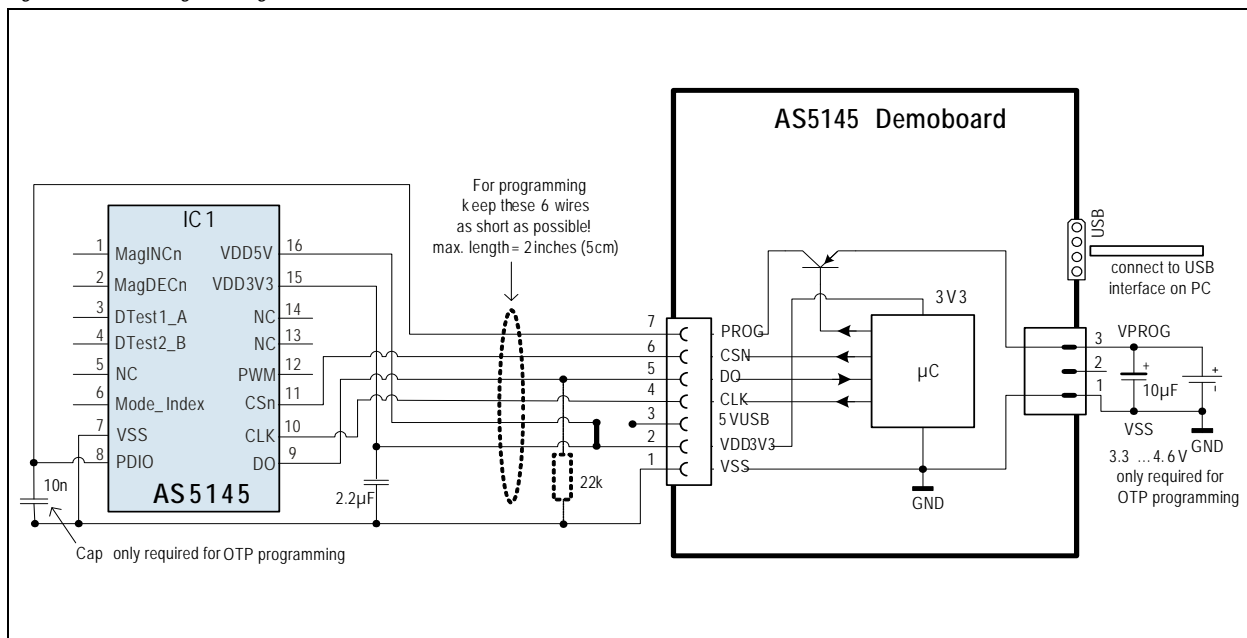 AS5145 Demoboard
For programming
keep these 6 wires
as short as possible!
max. length= 2 inches (5cm)
IC1
1 MagINCn
2 MagDECn
3 DTest1_A
4 DTest2_B
5 NC
6 Mode_Index
7 VSS
8 PDIO
VDD5V 16
VDD3V3 15
NC 14
NC 13
PWM 12
CSn 11
CLK 10
DO 9
AS5145
10n
Cap only required for OTP programming
2.2µF
22k
7 PROG
6 CSN
5 DO
4 CLK
3 5VUSB
2 VDD3V3
1 VSS
3V3
µC
GND
USB
connect to USB
interface on PC
3 VPROG
2
1
+
10µF
+
-
VSS
GND
3.3 ...4.6V
only required for
OTP programming